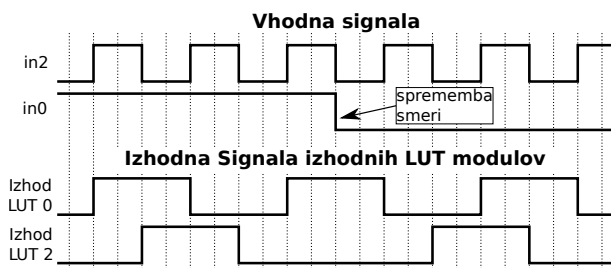 Vhodna signala
in2
in0
sprememba
smeri
Izhodna Signala izhodnih LUT modulov
Izhod
LUT 0
Izhod
LUT 2